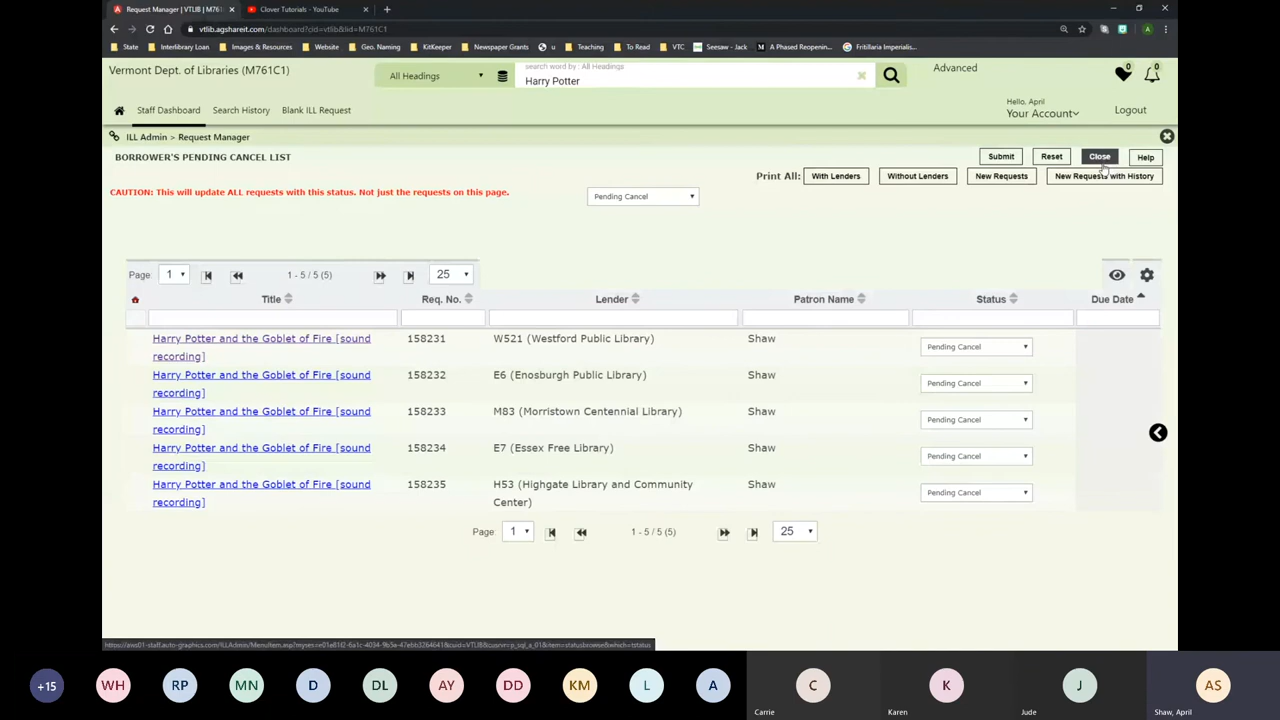 Request Manager | VTLIB | M761
Clover Tutorials - YouTube
vtlib.agshareit.com/dashboard?cid=vtlib&lid=M761C1
State Interlibrary Loan Images & Resources Website Geo. Naming KitKeeper Newspaper Grants u Teaching To Read VTC Seesaw - Jack A Phased Reopenin... Fritillaria Imperialis...
Vermont Dept. of Libraries (M761C1)
All Headings
search word by : All Headings
Harry Potter
Advanced
0 0
Staff Dashboard Search History Blank ILL Request
Hello, April
Your Account
Logout
ILL Admin > Request Manager
BORROWER'S PENDING CANCEL LIST
Submit Reset Close Help
Print All: With Lenders Without Lenders New Requests New Requests with History
CAUTION: This will update ALL requests with this status. Not just the requests on this page.
Pending Cancel
Page: 1 1 - 5 / 5 (5) 25
Title Req. No. Lender Patron Name Status Due Date
Harry Potter and the Goblet of Fire [sound recording] 158231 W521 (Westford Public Library) Shaw Pending Cancel
Harry Potter and the Goblet of Fire [sound recording] 158232 E6 (Enosburgh Public Library) Shaw Pending Cancel
Harry Potter and the Goblet of Fire [sound recording] 158233 M83 (Morristown Centennial Library) Shaw Pending Cancel
Harry Potter and the Goblet of Fire [sound recording] 158234 E7 (Essex Free Library) Shaw Pending Cancel
Harry Potter and the Goblet of Fire [sound recording] 158235 H53 (Highgate Library and Community Center) Shaw Pending Cancel
Page: 1 1 - 5 / 5 (5) 25
+15 WH RP MN D DL AY DD KM L A C K J AS
Carrie Karen Jude Shaw, April